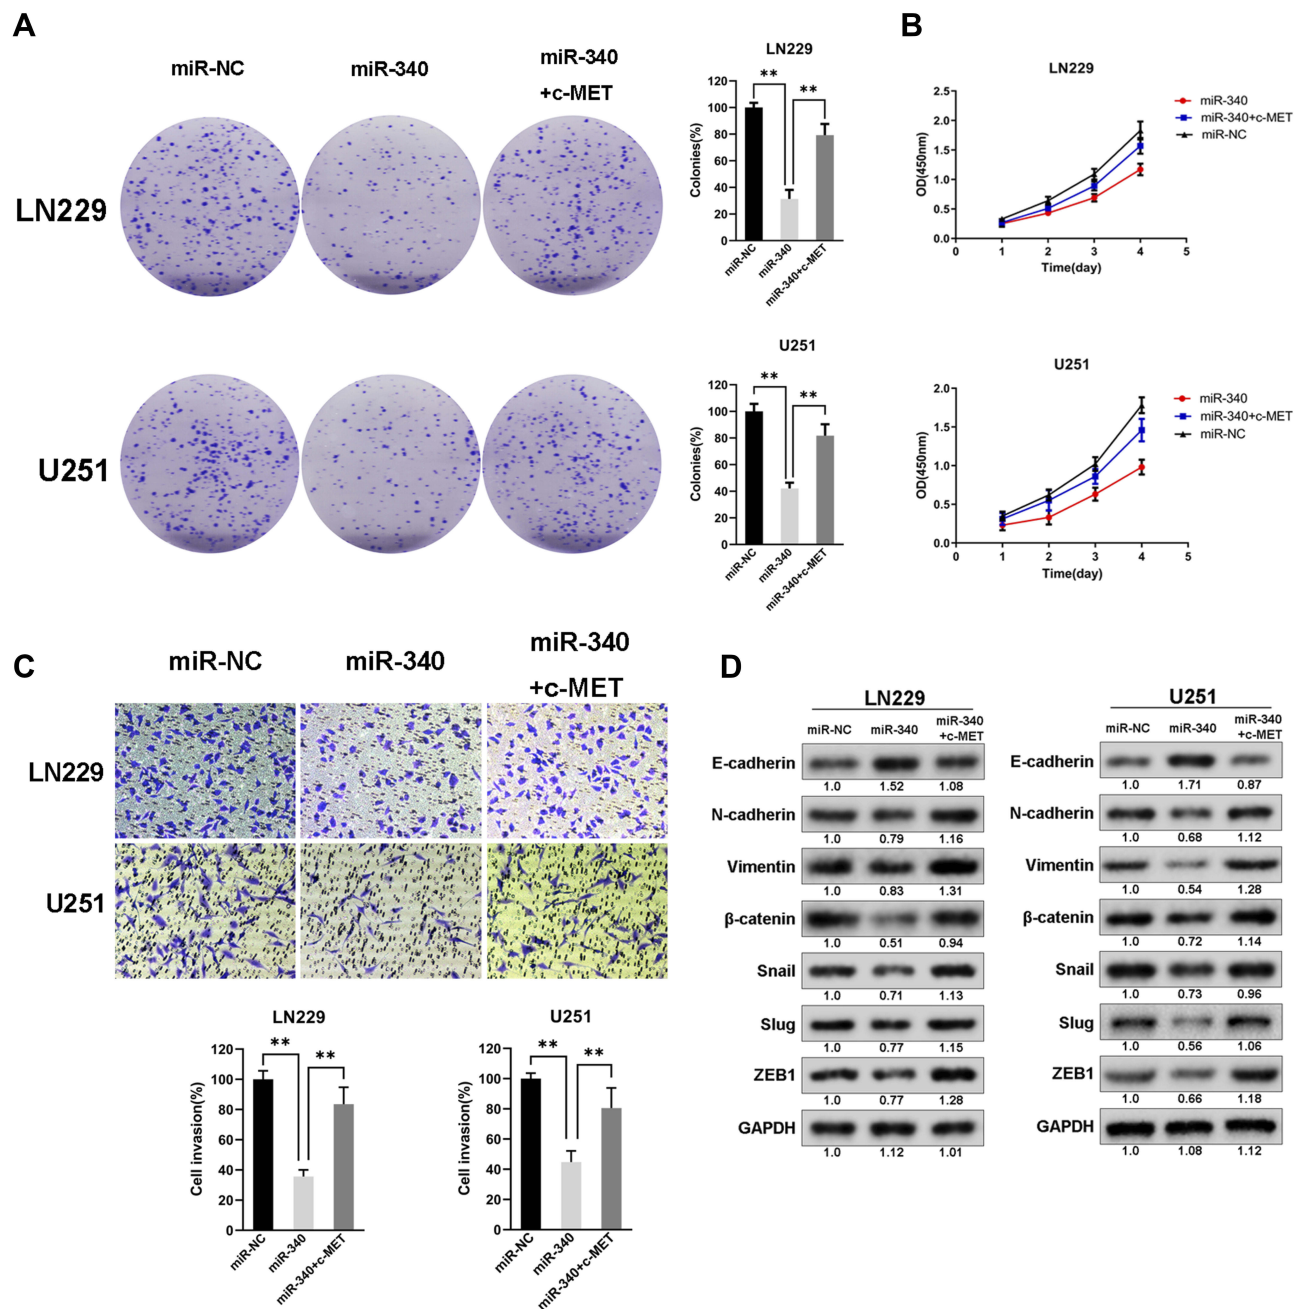 A
miR-NC
miR-340
miR-340
+c-MET
LN229
U251
LN229
Colonies(%)
120
100
80
60
40
20
0
**
**
miR-NC
miR-340
miR-340+c-MET
U251
Colonies(%)
120
100
80
60
40
20
0
**
**
miR-NC
miR-340
miR-340+c-MET
B
LN229
OD(450nm)
2.5
2.0
1.5
1.0
0.5
0.0
0 1 2 3 4 5
Time(day)
miR-340
miR-340+c-MET
miR-NC
U251
OD(450nm)
2.0
1.5
1.0
0.5
0.0
0 1 2 3 4 5
Time(day)
miR-340
miR-340+c-MET
miR-NC
C
miR-NC
miR-340
miR-340
+c-MET
LN229
U251
LN229
Cell invasion(%)
120
100
80
60
40
20
0
**
**
miR-NC
miR-340
miR-340+c-MET
U251
Cell invasion(%)
120
100
80
60
40
20
0
**
**
miR-NC
miR-340
miR-340+c-MET
D
LN229
miR-NC miR-340 miR-340
+c-MET
E-cadherin
1.0 1.52 1.08
N-cadherin
1.0 0.79 1.16
Vimentin
1.0 0.83 1.31
β-catenin
1.0 0.51 0.94
Snail
1.0 0.71 1.13
Slug
1.0 0.77 1.15
ZEB1
1.0 0.77 1.28
GAPDH
1.0 1.12 1.01
U251
miR-NC miR-340 miR-340
+c-MET
E-cadherin
1.0 1.71 0.87
N-cadherin
1.0 0.68 1.12
Vimentin
1.0 0.54 1.28
β-catenin
1.0 0.72 1.14
Snail
1.0 0.73 0.96
Slug
1.0 0.56 1.06
ZEB1
1.0 0.66 1.18
GAPDH
1.0 1.08 1.12